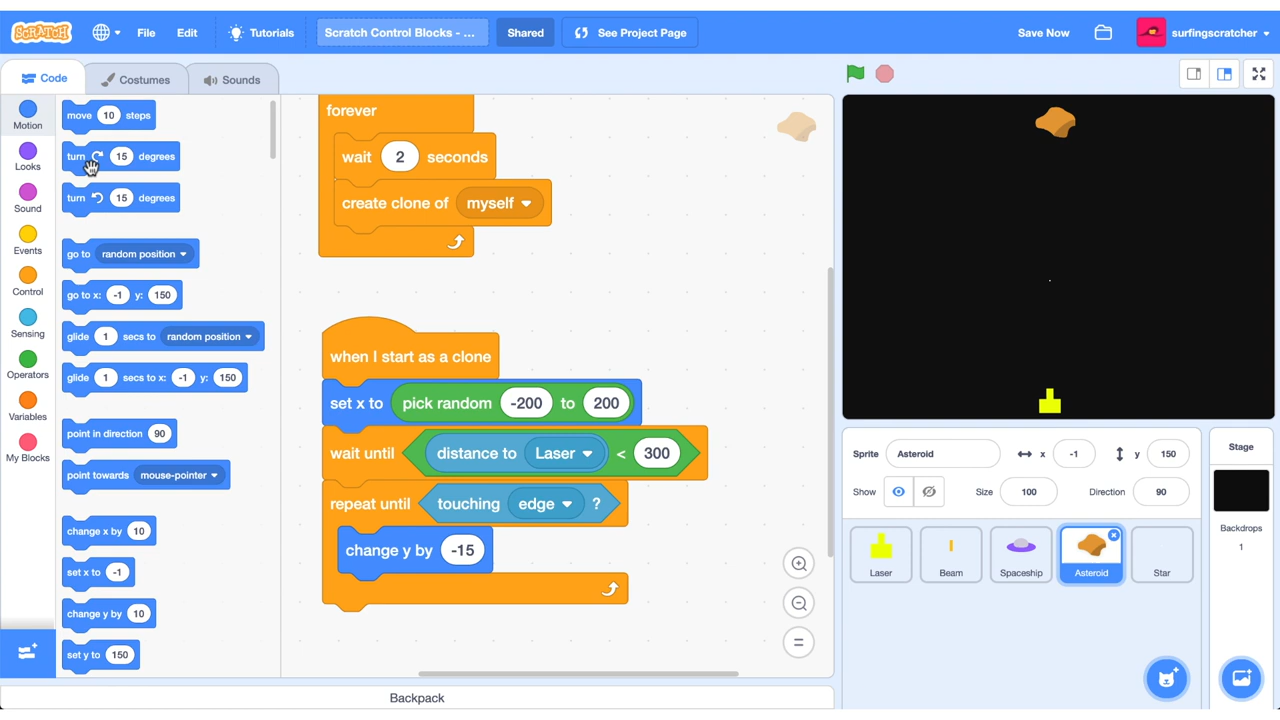 SCRATCH File Edit Tutorials Scratch Control Blocks - ... Shared See Project Page Save Now surfingscratcher
Code Costumes Sounds
Motion
Looks
Sound
Events
Control
Sensing
Operators
Variables
My Blocks
move 10 steps
turn 15 degrees
turn 15 degrees
go to random position
go to x: -1 y: 150
glide 1 secs to random position
glide 1 secs to x: -1 y: 150
point in direction 90
point towards mouse-pointer
change x by 10
set x to -1
change y by 10
set y to 150
forever
wait 2 seconds
create clone of myself
when I start as a clone
set x to pick random -200 to 200
wait until distance to Laser < 300
repeat until touching edge ?
change y by -15
Backpack
Sprite Asteroid x -1 y 150
Show Size 100 Direction 90
Laser Beam Spaceship Asteroid Star
Stage
Backdrops
1